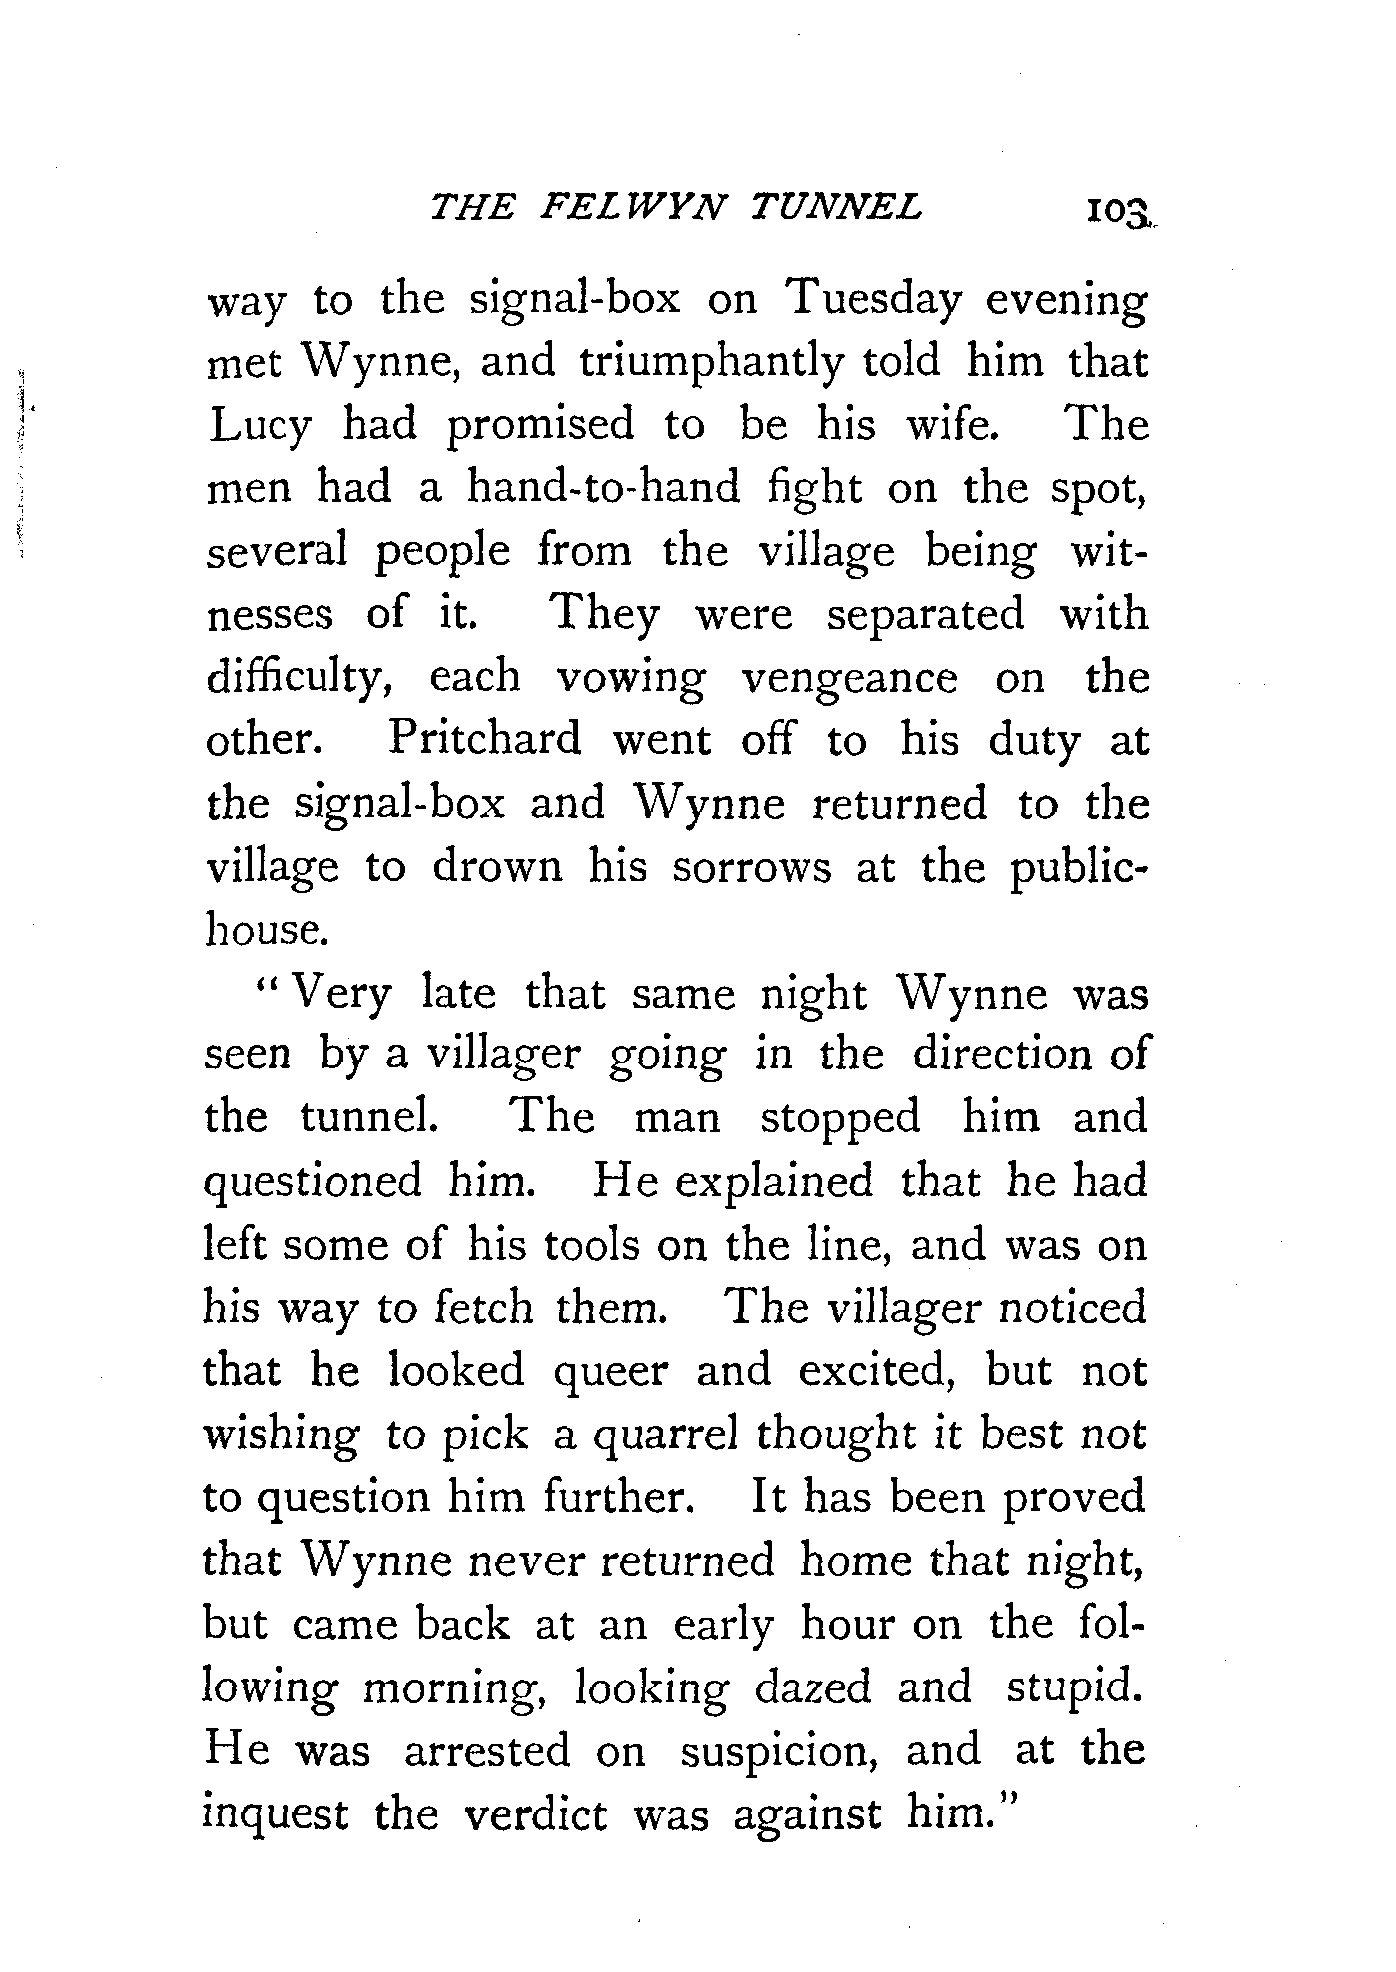 THE FELWYN TUNNEL 103
way to the signal-box on Tuesday evening
met Wynne, and triumphantly told him that
Lucy had promised to be his wife. The
men had a hand-to-hand fight on the spot,
several people from the village being wit-
nesses of it. They were separated with
difficulty, each vowing vengeance on the
other. Pritchard went off to his duty at
the signal-box and Wynne returned to the
village to drown his sorrows at the public-
house.
“ Very late that same night Wynne was
seen by a villager going in the direction of
the tunnel. The man stopped him and
questioned him. He explained that he had
left some of his tools on the line, and was on
his way to fetch them. The villager noticed
that he looked queer and excited, but not
wishing to pick a quarrel thought it best not
to question him further. It has been proved
that Wynne never returned home that night,
but came back at an early hour on the fol-
lowing morning, looking dazed and stupid.
He was arrested on suspicion, and at the
inquest the verdict was against him.”